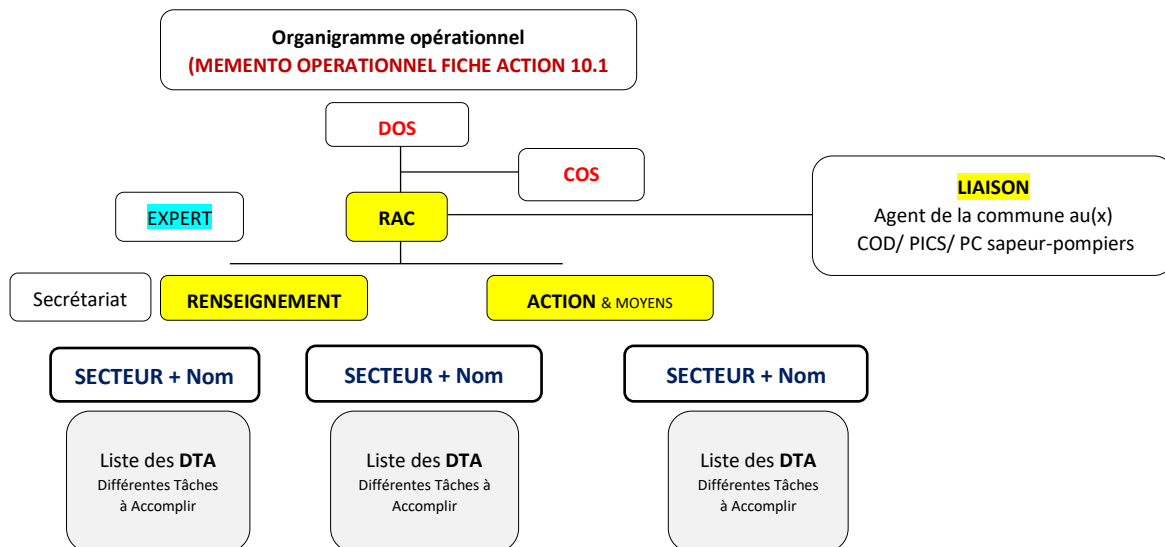 Organigramme opérationnel
(MEMENTO OPERATIONNEL FICHE ACTION 10.1
DOS
COS
LIAISON
Agent de la commune au(x)
COD/ PICS/ PC sapeur-pompiers
EXPERT
RAC
Secrétariat
RENSEIGNEMENT
ACTION & MOYENS
SECTEUR + Nom
SECTEUR + Nom
SECTEUR + Nom
Liste des DTA
Différentes Tâches
à Accomplir
Liste des DTA
Différentes Tâches à
Accomplir
Liste des DTA
Différentes Tâches
à Accomplir